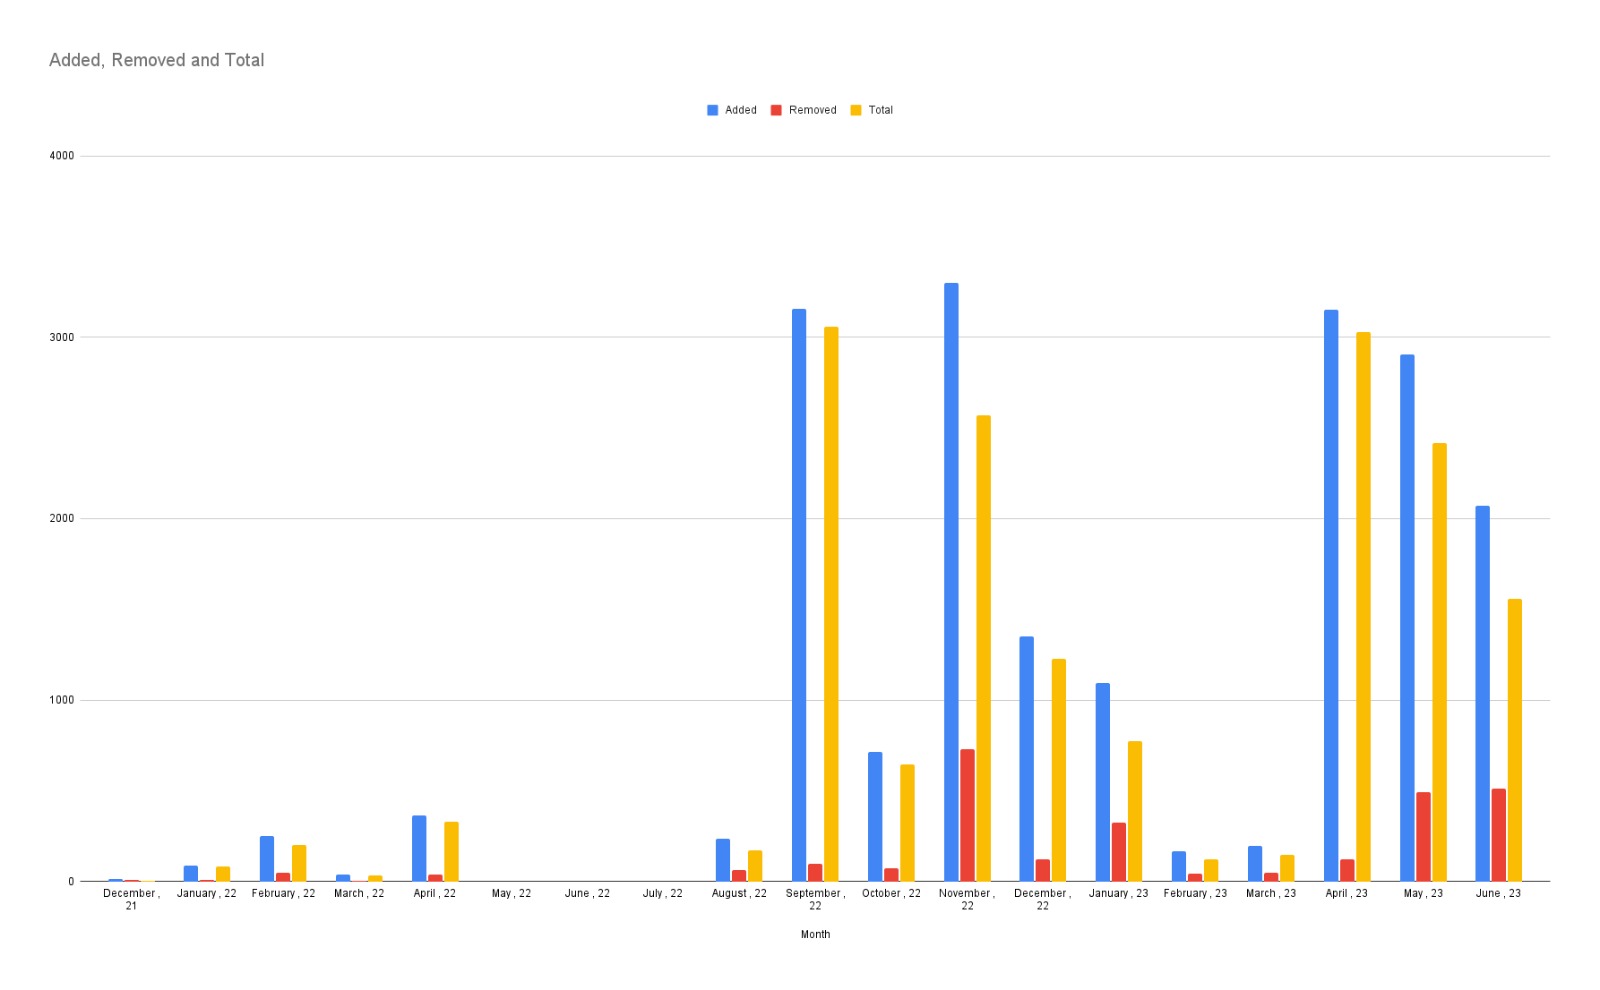 Added, Removed and Total
Added Removed Total
4000
3000
2000
1000
0
December , January , 22 February , 22 March , 22 April , 22 May , 22 June , 22 July , 22 August , 22 September , October , 22 November , December , January , 23 February , 23 March , 23 April , 23 May , 23 June , 23
21 22 22 22
Month